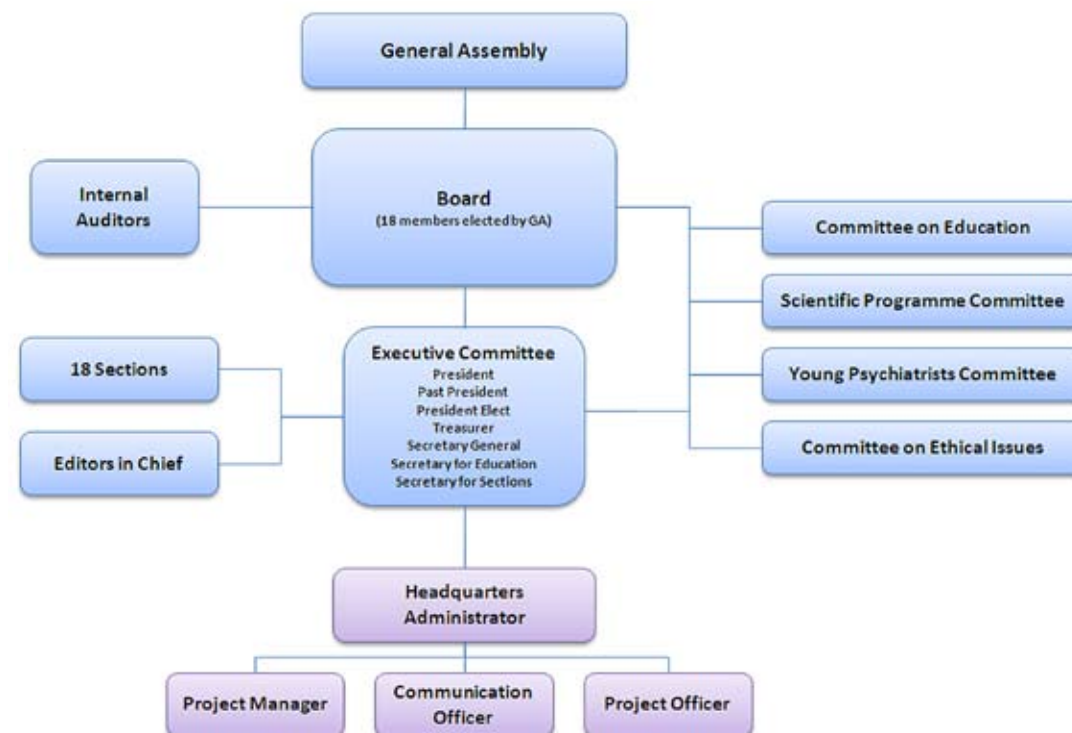 General Assembly
Board
(18 members elected by GA)
Internal
Auditors
Committee on Education
Scientific Programme Committee
Young Psychiatrists Committee
Committee on Ethical Issues
18 Sections
Editors in Chief
Executive Committee
President
Past President
President Elect
Treasurer
Secretary General
Secretary for Education
Secretary for Sections
Headquarters
Administrator
Project Manager
Communication
Officer
Project Officer